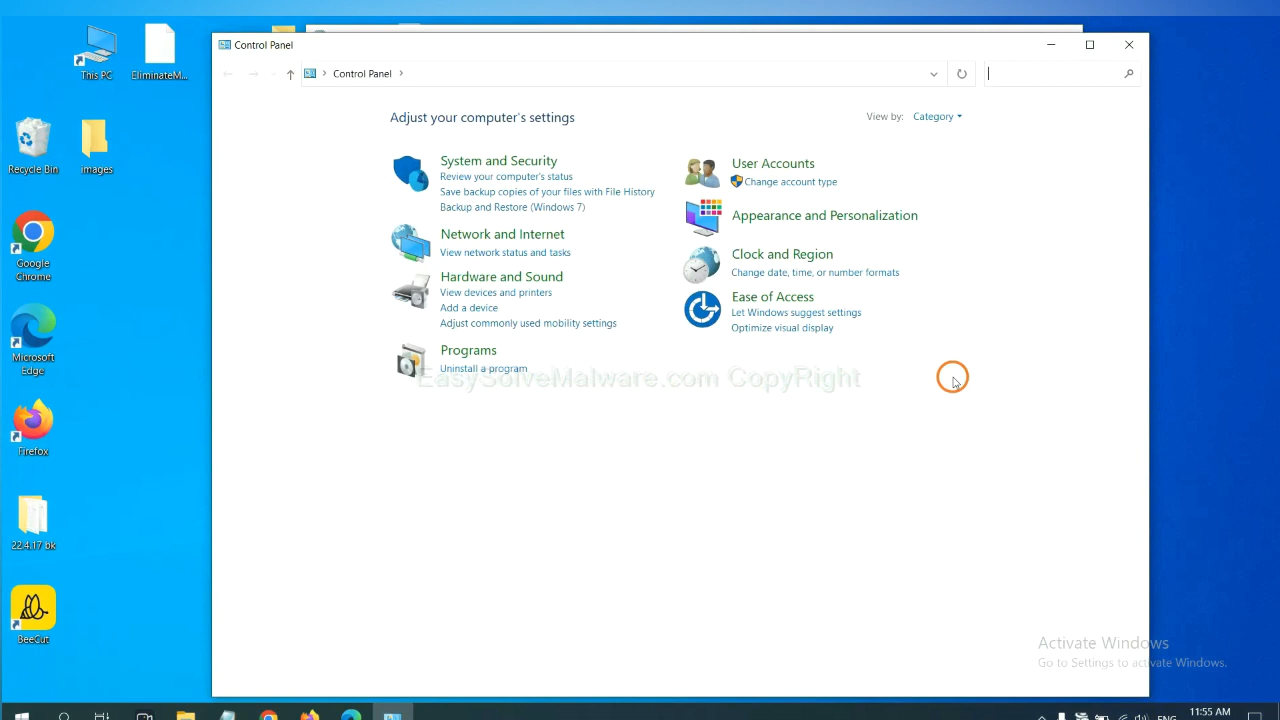 This PC
EliminateM...
Recycle Bin
images
Google
Chrome
Microsoft
Edge
Firefox
22.4.17 bk
BeeCut
Control Panel
Control Panel
Adjust your computer's settings
View by: Category
System and Security
Review your computer's status
Save backup copies of your files with File History
Backup and Restore (Windows 7)
Network and Internet
View network status and tasks
Hardware and Sound
View devices and printers
Add a device
Adjust commonly used mobility settings
Programs
Uninstall a program
User Accounts
Change account type
Appearance and Personalization
Clock and Region
Change date, time, or number formats
Ease of Access
Let Windows suggest settings
Optimize visual display
EasySolveMalware.com CopyRight
Activate Windows
Go to Settings to activate Windows.
ENG
11:55 AM